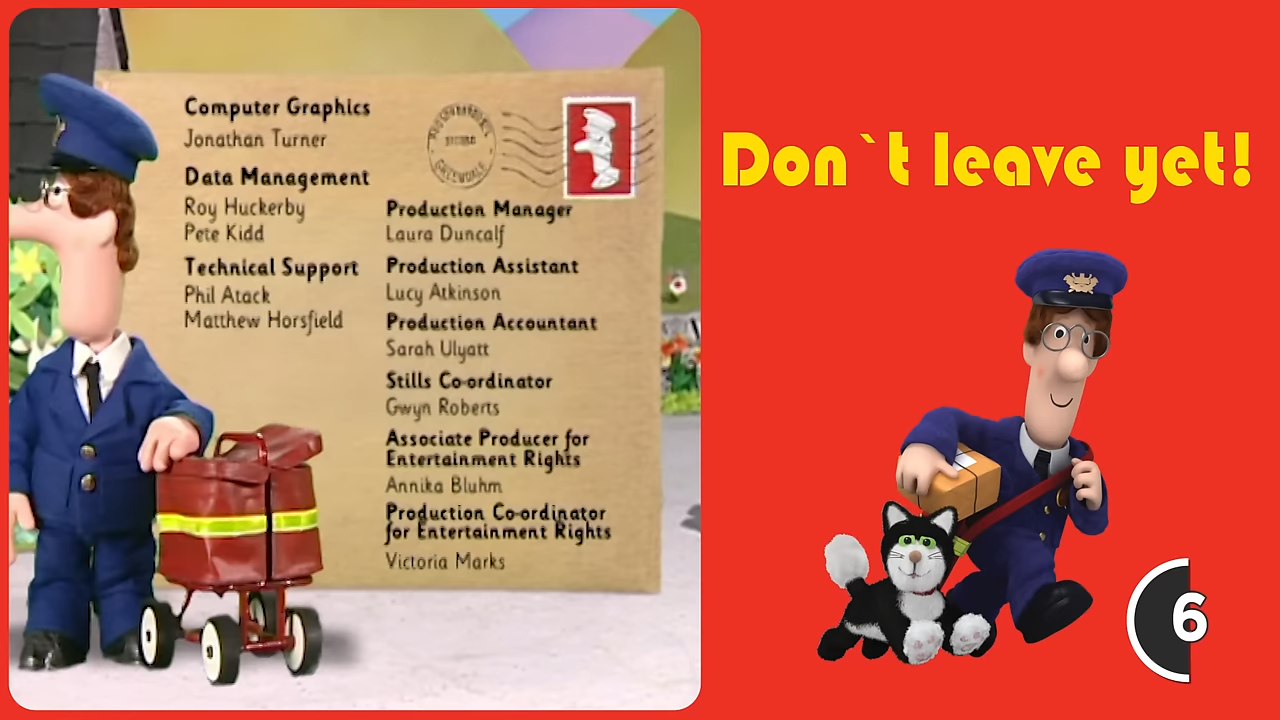 Computer Graphics
Jonathan Turner
Data Management
Roy Huckerby
Pete Kidd
Technical Support
Phil Atack
Matthew Horsfield
GREENDALE
Production Manager
Laura Duncalf
Production Assistant
Lucy Atkinson
Production Accountant
Sarah Ulyatt
Stills Co-ordinator
Gwyn Roberts
Associate Producer for
Entertainment Rights
Annika Bluhm
Production Co-ordinator
for Entertainment Rights
Victoria Marks
Don`t leave yet!
6